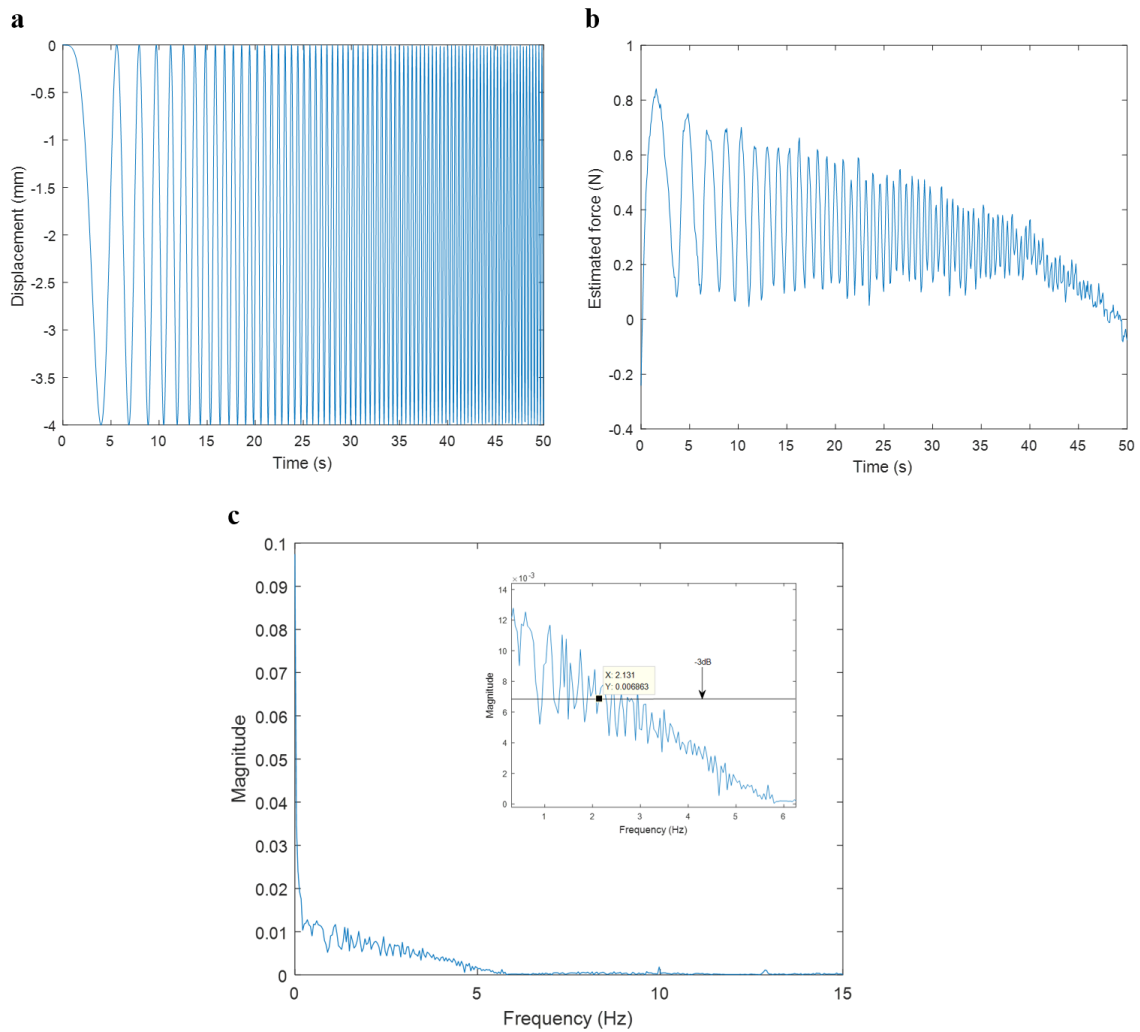 a
0
-0.5
-1
-1.5
-2
-2.5
-3
-3.5
-4
Displacement (mm)
0 5 10 15 20 25 30 35 40 45 50
Time (s)
b
1
0.8
0.6
0.4
0.2
0
-0.2
-0.4
Estimated force (N)
0 5 10 15 20 25 30 35 40 45 50
Time (s)
c
0.1
0.09
0.08
0.07
0.06
0.05
0.04
0.03
0.02
0.01
0
Magnitude
0 5 10 15
Frequency (Hz)
×10⁻³
14
12
10
8
6
4
2
0
Magnitude
X: 2.131
Y: 0.006863
-3dB
1 2 3 4 5 6
Frequency (Hz)